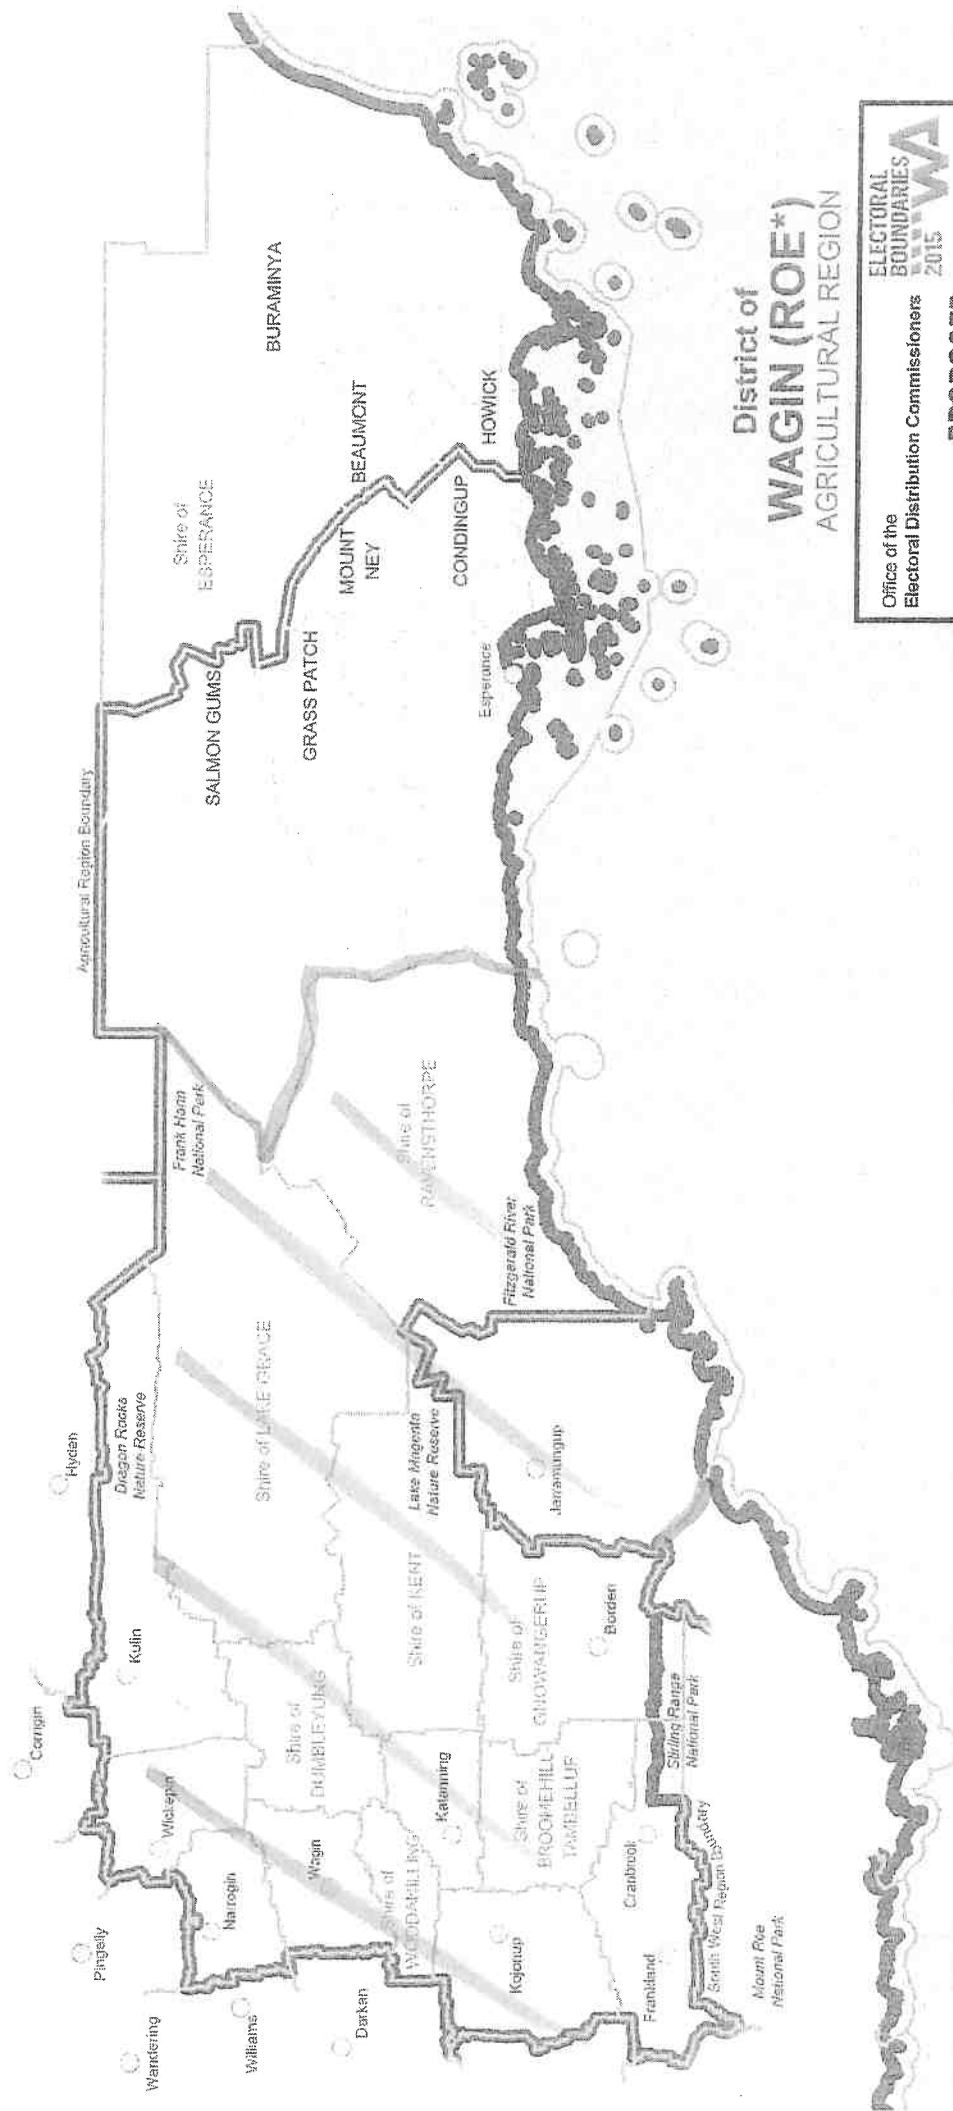 Agricultural Region Boundary
Corrigin
Hyden
Pingelly
Kulin
Wickepin
Wandering
Narrogin
Williams
Dragon Rocks
Nature Reserve
Frank Hann
National Park
SALMON GUMS
Shire of
ESPERANCE
BURAMINYA
Shire of LAKE GRACE
Shire of
DUMBLEYUNG
Wagin
Darkan
GRASS PATCH
MOUNT
NEY
BEAUMONT
Shire of
WOODANILLING
Katanning
Shire of KENT
Lake Magenta
Nature Reserve
Shire of
RAVENSTHORPE
CONDINGUP
HOWICK
Kojonup
Shire of
BROOMEHILL
TAMBELLUP
Shire of
GNOWANGERUP
Jerramungup
Fitzgerald River
National Park
Esperance
Borden
Cranbrook
Frankland
Stirling Range
National Park
South West Region Boundary
Mount Roe
National Park
District of
WAGIN (ROE*)
AGRICULTURAL REGION
Office of the
Electoral Distribution Commissioners
ELECTORAL
BOUNDARIES
2015 WA